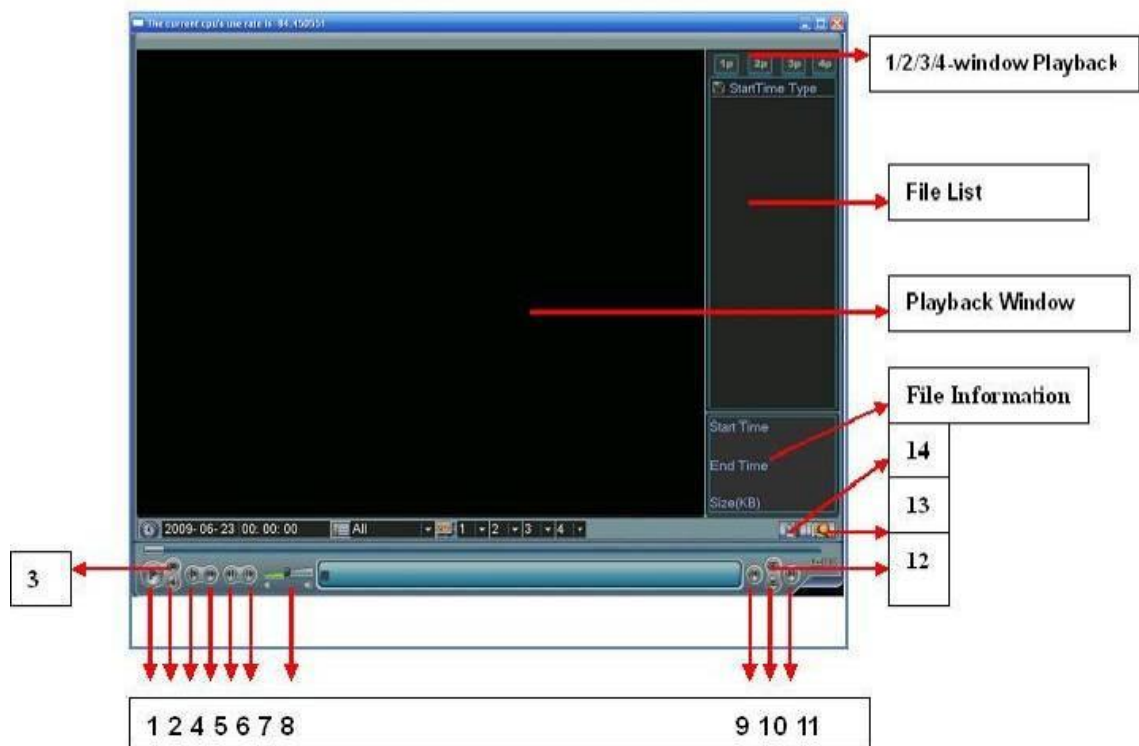 The current cpu's use rate is: 84.450551
1p 2p 3p 4p
1/2/3/4-window Playback
StartTime Type
File List
Playback Window
File Information
Start Time
14
End Time
13
Size(KB)
2009-06-23 00:00:00 All 1 2 3 4
12
3
1 2 4 5 6 7 8 9 10 11